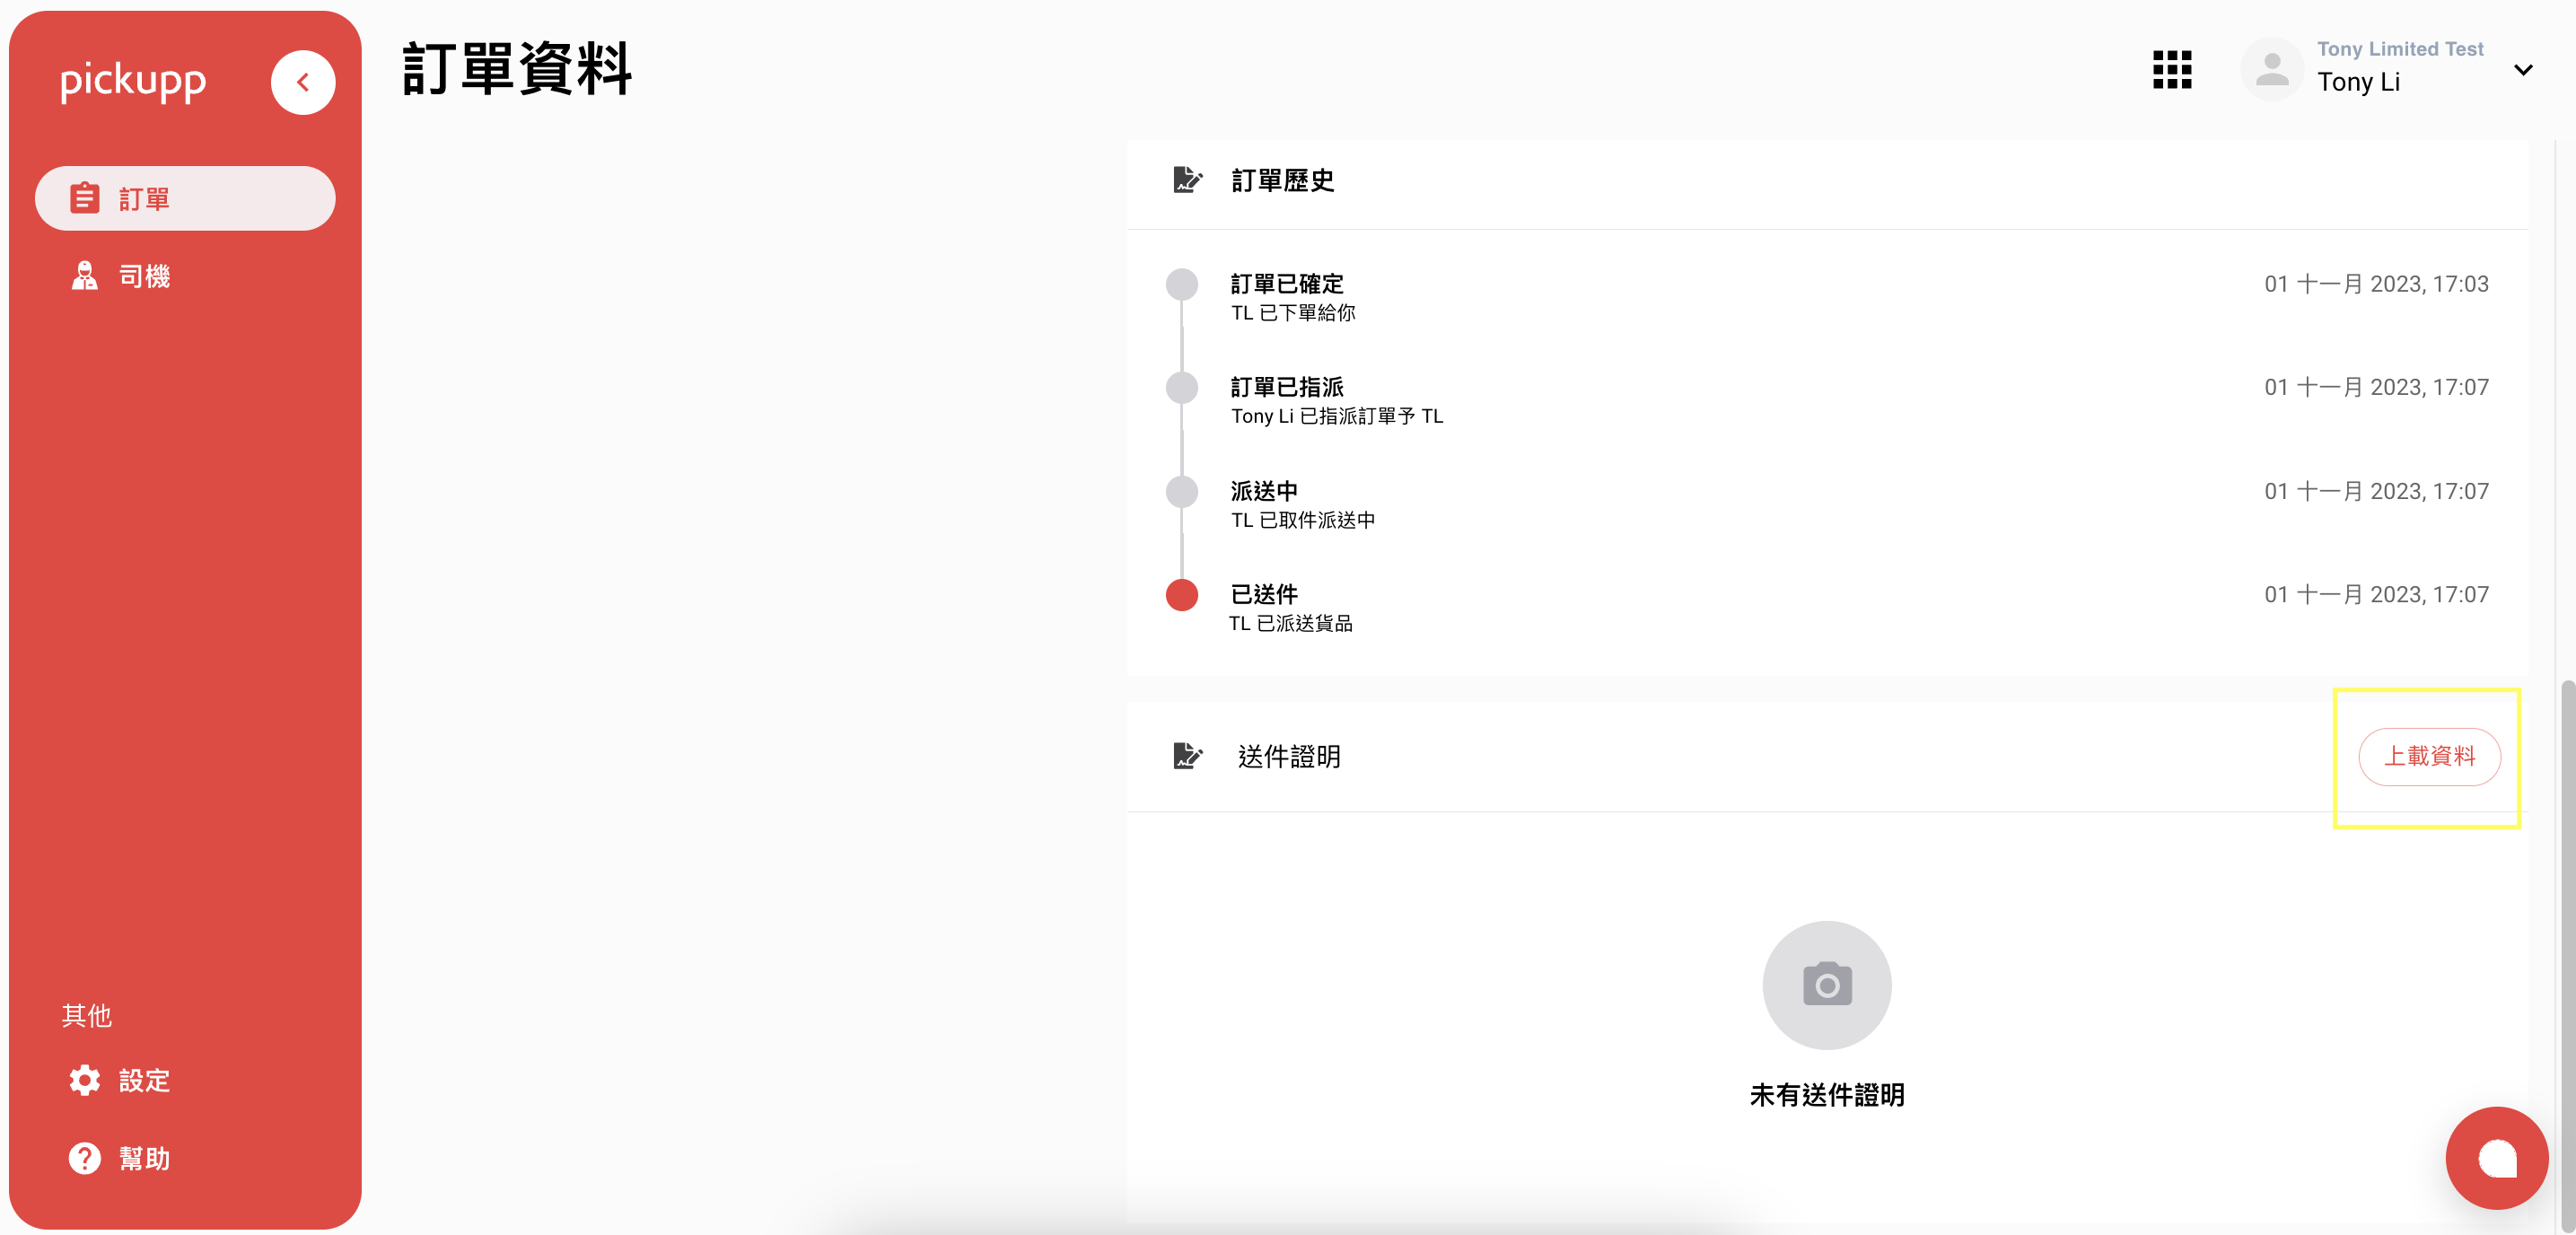 pickupp
訂單
司機
其他
設定
幫助
訂單資料
Tony Limited Test
Tony Li
訂單歷史
訂單已確定
01 十一月 2023, 17:03
TL 已下單給你
訂單已指派
01 十一月 2023, 17:07
Tony Li 已指派訂單予 TL
派送中
01 十一月 2023, 17:07
TL 已取件派送中
已送件
01 十一月 2023, 17:07
TL 已派送貨品
送件證明
上載資料
未有送件證明